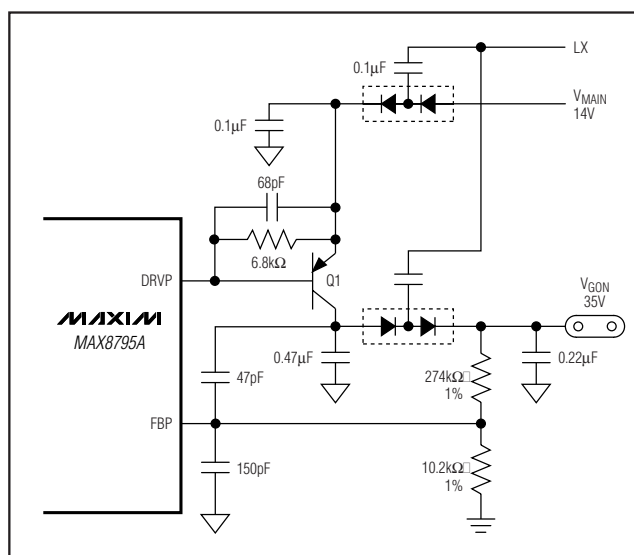 LX
0.1µF
VMAIN
14V
0.1µF
68pF
6.8kΩ
DRVP
Q1
MAXIM
MAX8795A
VGON
35V
0.47µF
0.22µF
274kΩ
1%
47pF
FBP
10.2kΩ
1%
150pF